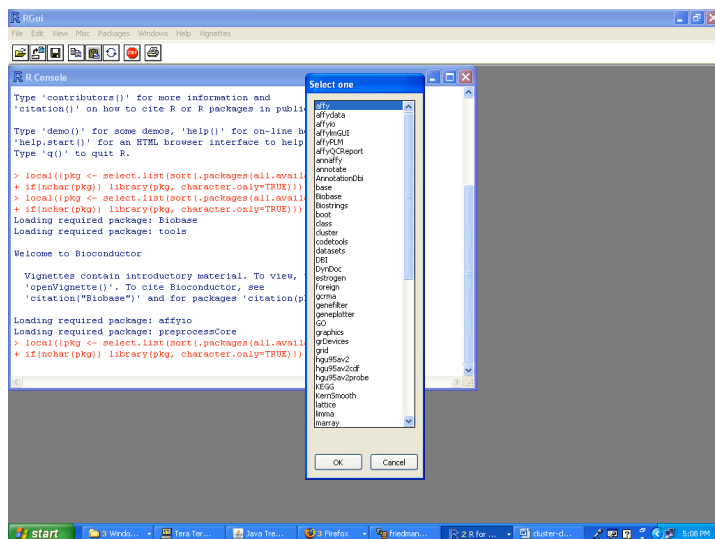 RGui
File Edit View Misc Packages Windows Help Vignettes
STOP
R Console
Type 'contributors()' for more information and
'citation()' on how to cite R or R packages in publi
Type 'demo()' for some demos, 'help()' for on-line h
'help.start()' for an HTML browser interface to help
Type 'q()' to quit R.
> local({pkg <- select.list(sort(.packages(all.avail
+ if(nchar(pkg)) library(pkg, character.only=TRUE)})
> local({pkg <- select.list(sort(.packages(all.avail
+ if(nchar(pkg)) library(pkg, character.only=TRUE)})
Loading required package: Biobase
Loading required package: tools
Welcome to Bioconductor
Vignettes contain introductory material. To view,
'openVignette()'. To cite Bioconductor, see
'citation("Biobase")' and for packages 'citation(p
Loading required package: affyio
Loading required package: preprocessCore
> local({pkg <- select.list(sort(.packages(all.avail
+ if(nchar(pkg)) library(pkg, character.only=TRUE)})
Select one
affy
affydata
affyio
affylmGUI
affyPLM
affyQCReport
annaffy
annotate
AnnotationDbi
base
Biobase
Biostrings
boot
class
cluster
codetools
datasets
DBI
DynDoc
estrogen
foreign
gcrma
genefilter
geneplotter
GO
graphics
grDevices
grid
hgu95av2
hgu95av2cdf
hgu95av2probe
KEGG
KernSmooth
lattice
limma
marray
OK
Cancel
start
3 Windo...
Tera Ter...
Java Tre...
3 Firefox
friedman...
2 R for ...
cluster-d...
5:08 PM